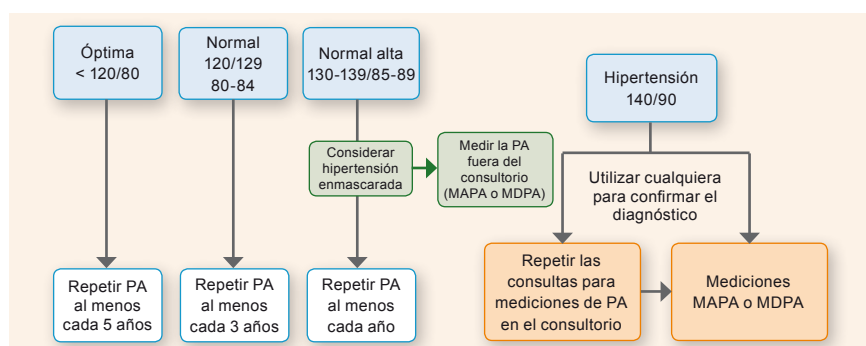 Óptima
< 120/80
Normal
120/129
80-84
Normal alta
130-139/85-89
Hipertensión
140/90
Considerar
hipertensión
enmascarada
Medir la PA
fuera del
consultorio
(MAPA o MDPA)
Utilizar cualquiera
para confirmar el
diagnóstico
Repetir PA
al menos
cada 5 años
Repetir PA
al menos
cada 3 años
Repetir PA
al menos
cada año
Repetir las
consultas para
mediciones de PA
en el consultorio
Mediciones
MAPA o MDPA